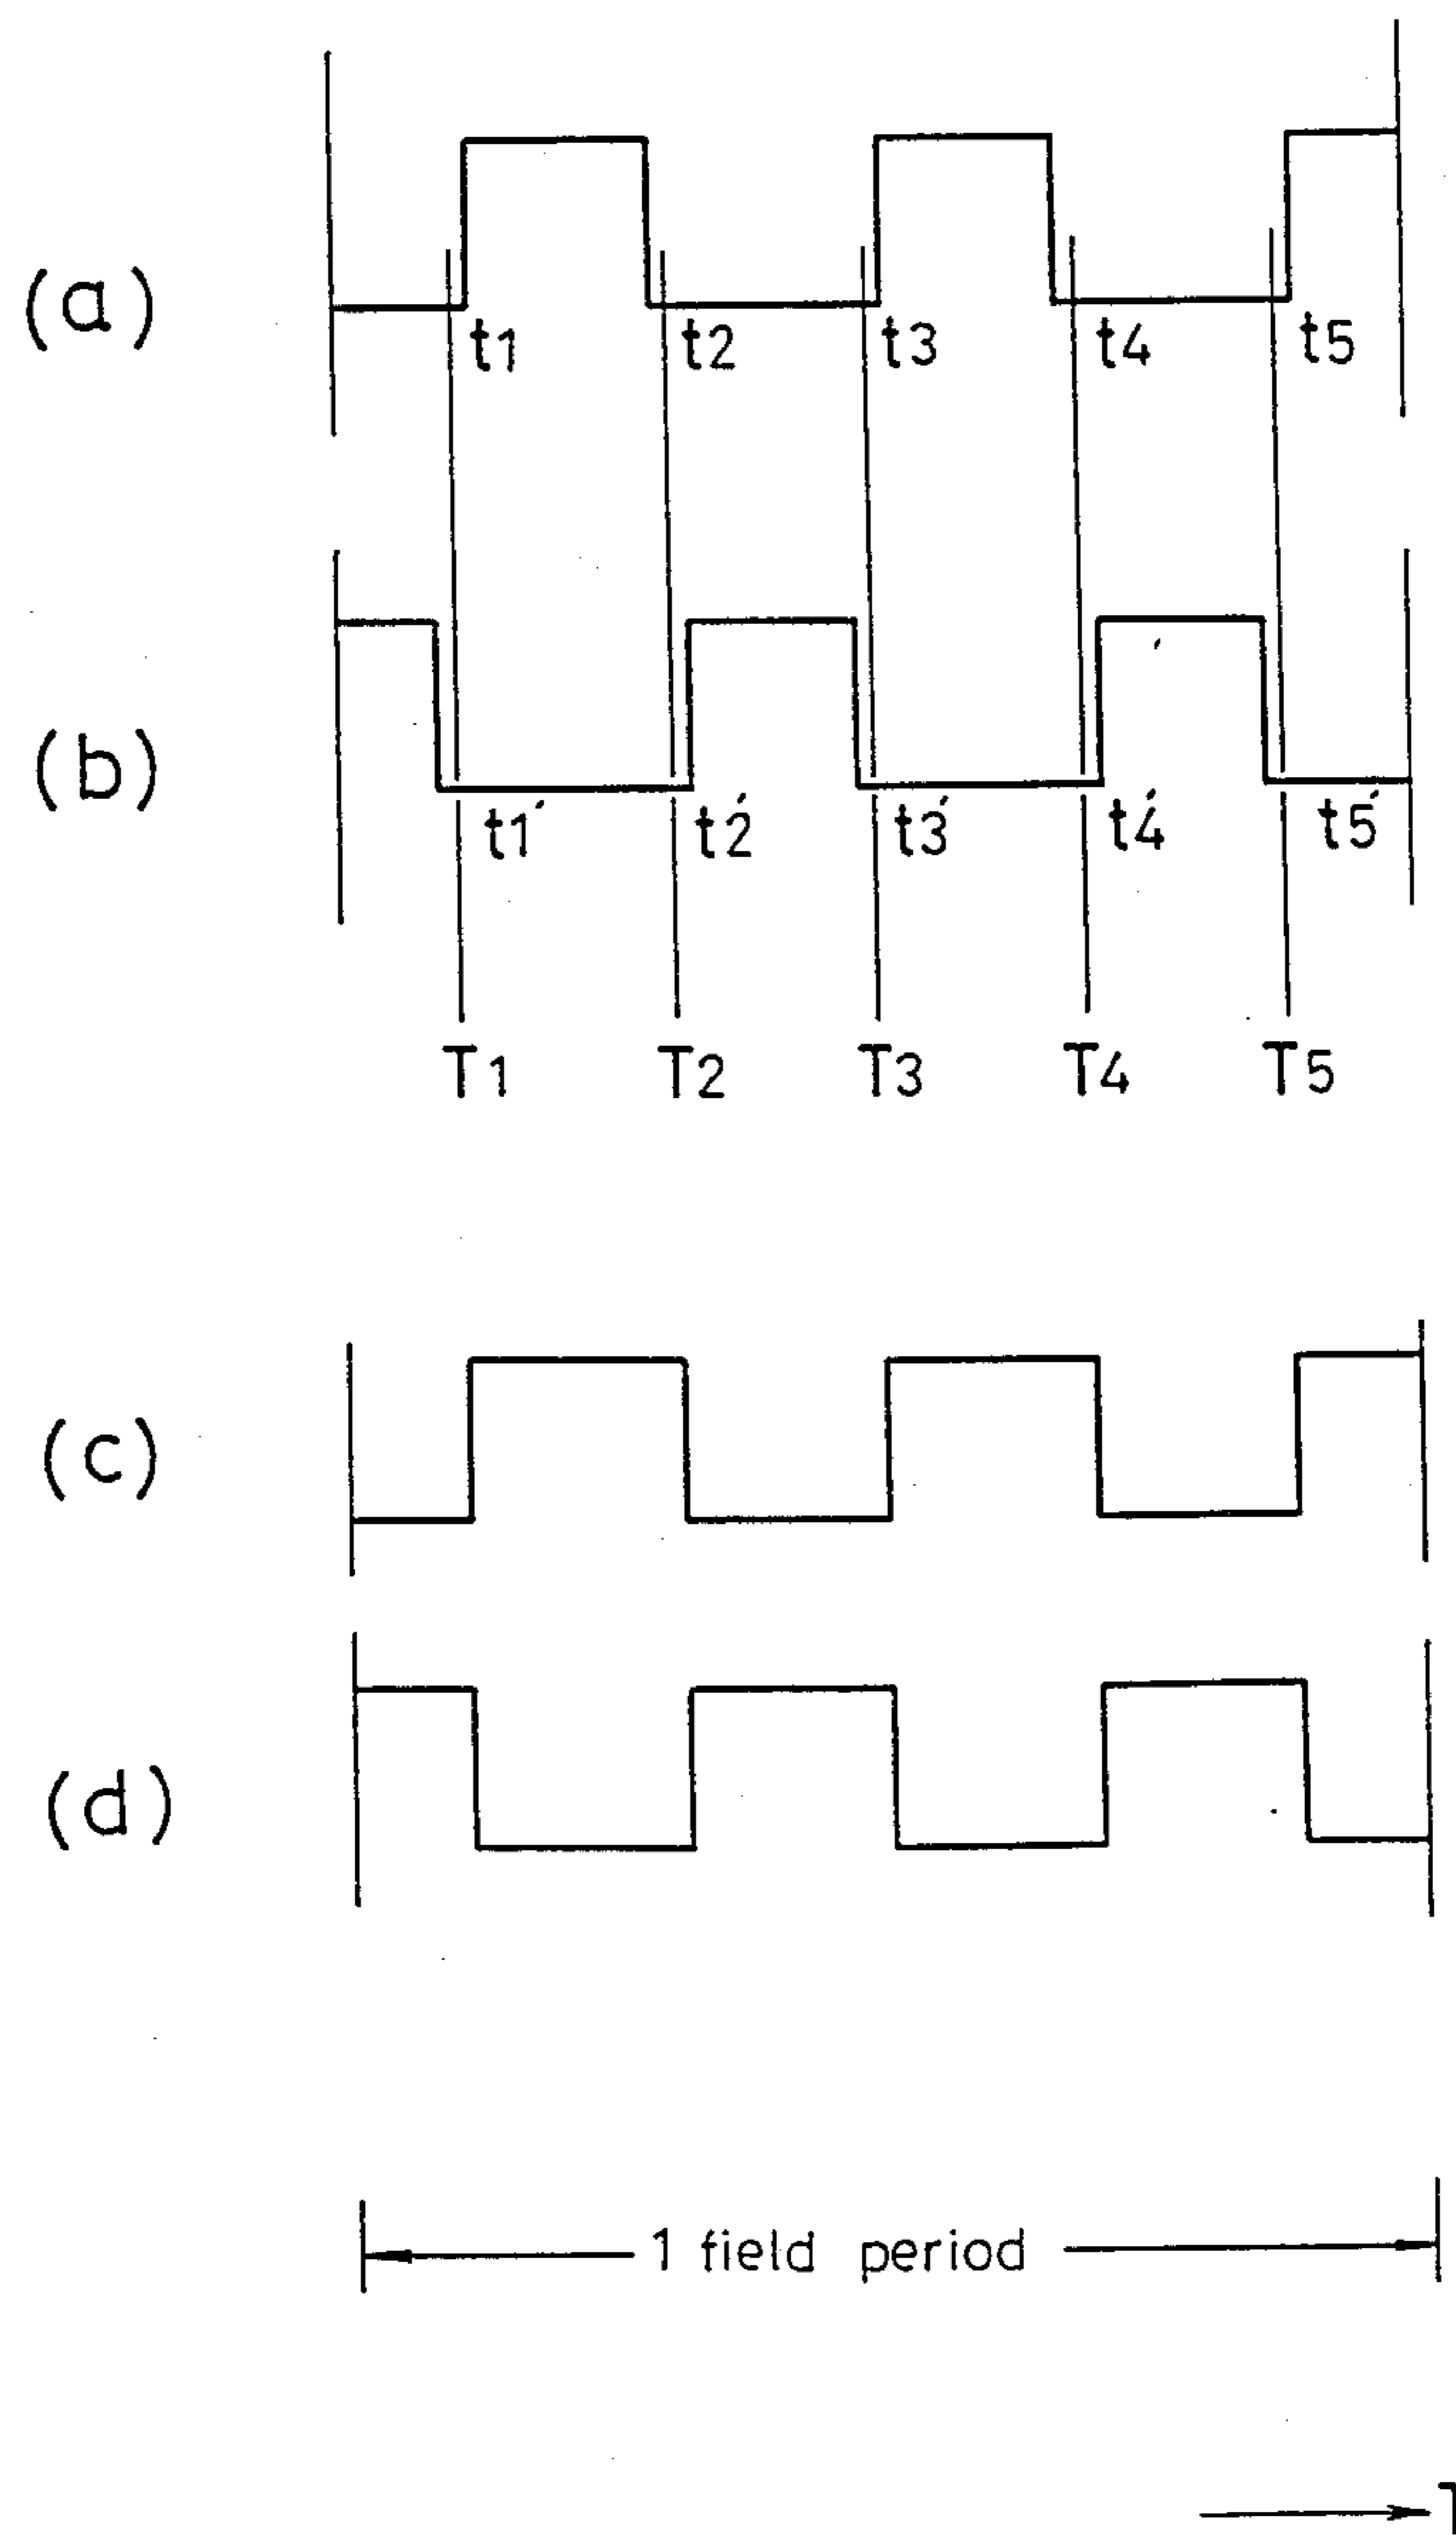 (a)
t1 t2 t3 t4 t5
(b)
t1′ t2′ t3′ t4′ t5′
T1 T2 T3 T4 T5
(c)
(d)
1 field period